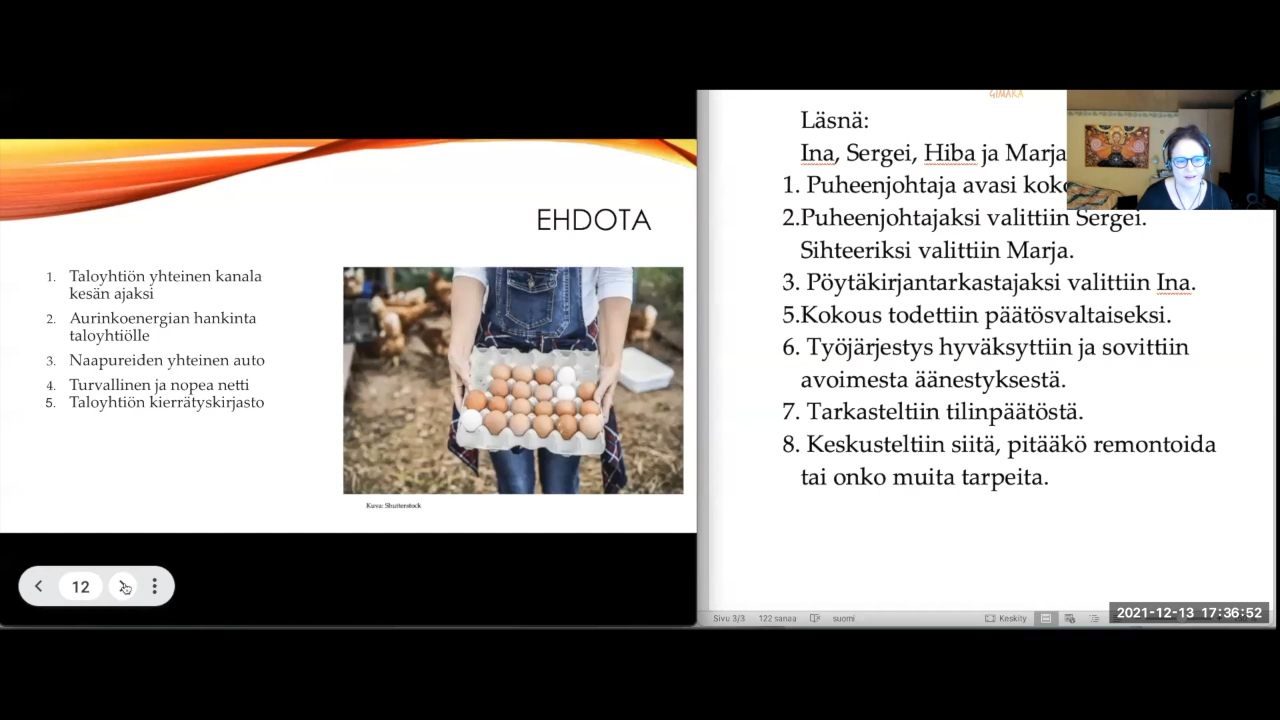 EHDOTA
1. Taloyhtiön yhteinen kanala
kesän ajaksi
2. Aurinkoenergian hankinta
taloyhtiölle
3. Naapureiden yhteinen auto
4. Turvallinen ja nopea netti
5. Taloyhtiön kierrätyskirjasto
Kuva: Shutterstock
12
Läsnä:
Ina, Sergei, Hiba ja Marja
1. Puheenjohtaja avasi
2.Puheenjohtajaksi valittiin Sergei.
Sihteeriksi valittiin Marja.
3. Pöytäkirjantarkastajaksi valittiin Ina.
5.Kokous todettiin päätösvaltaiseksi.
6. Työjärjestys hyväksyttiin ja sovittiin
avoimesta äänestyksestä.
7. Tarkasteltiin tilinpäätöstä.
8. Keskusteltiin siitä, pitääkö remontoida
tai onko muita tarpeita.
Sivu 3/3 122 sanaa suomi Keskity
2021-12-13 17:36:52